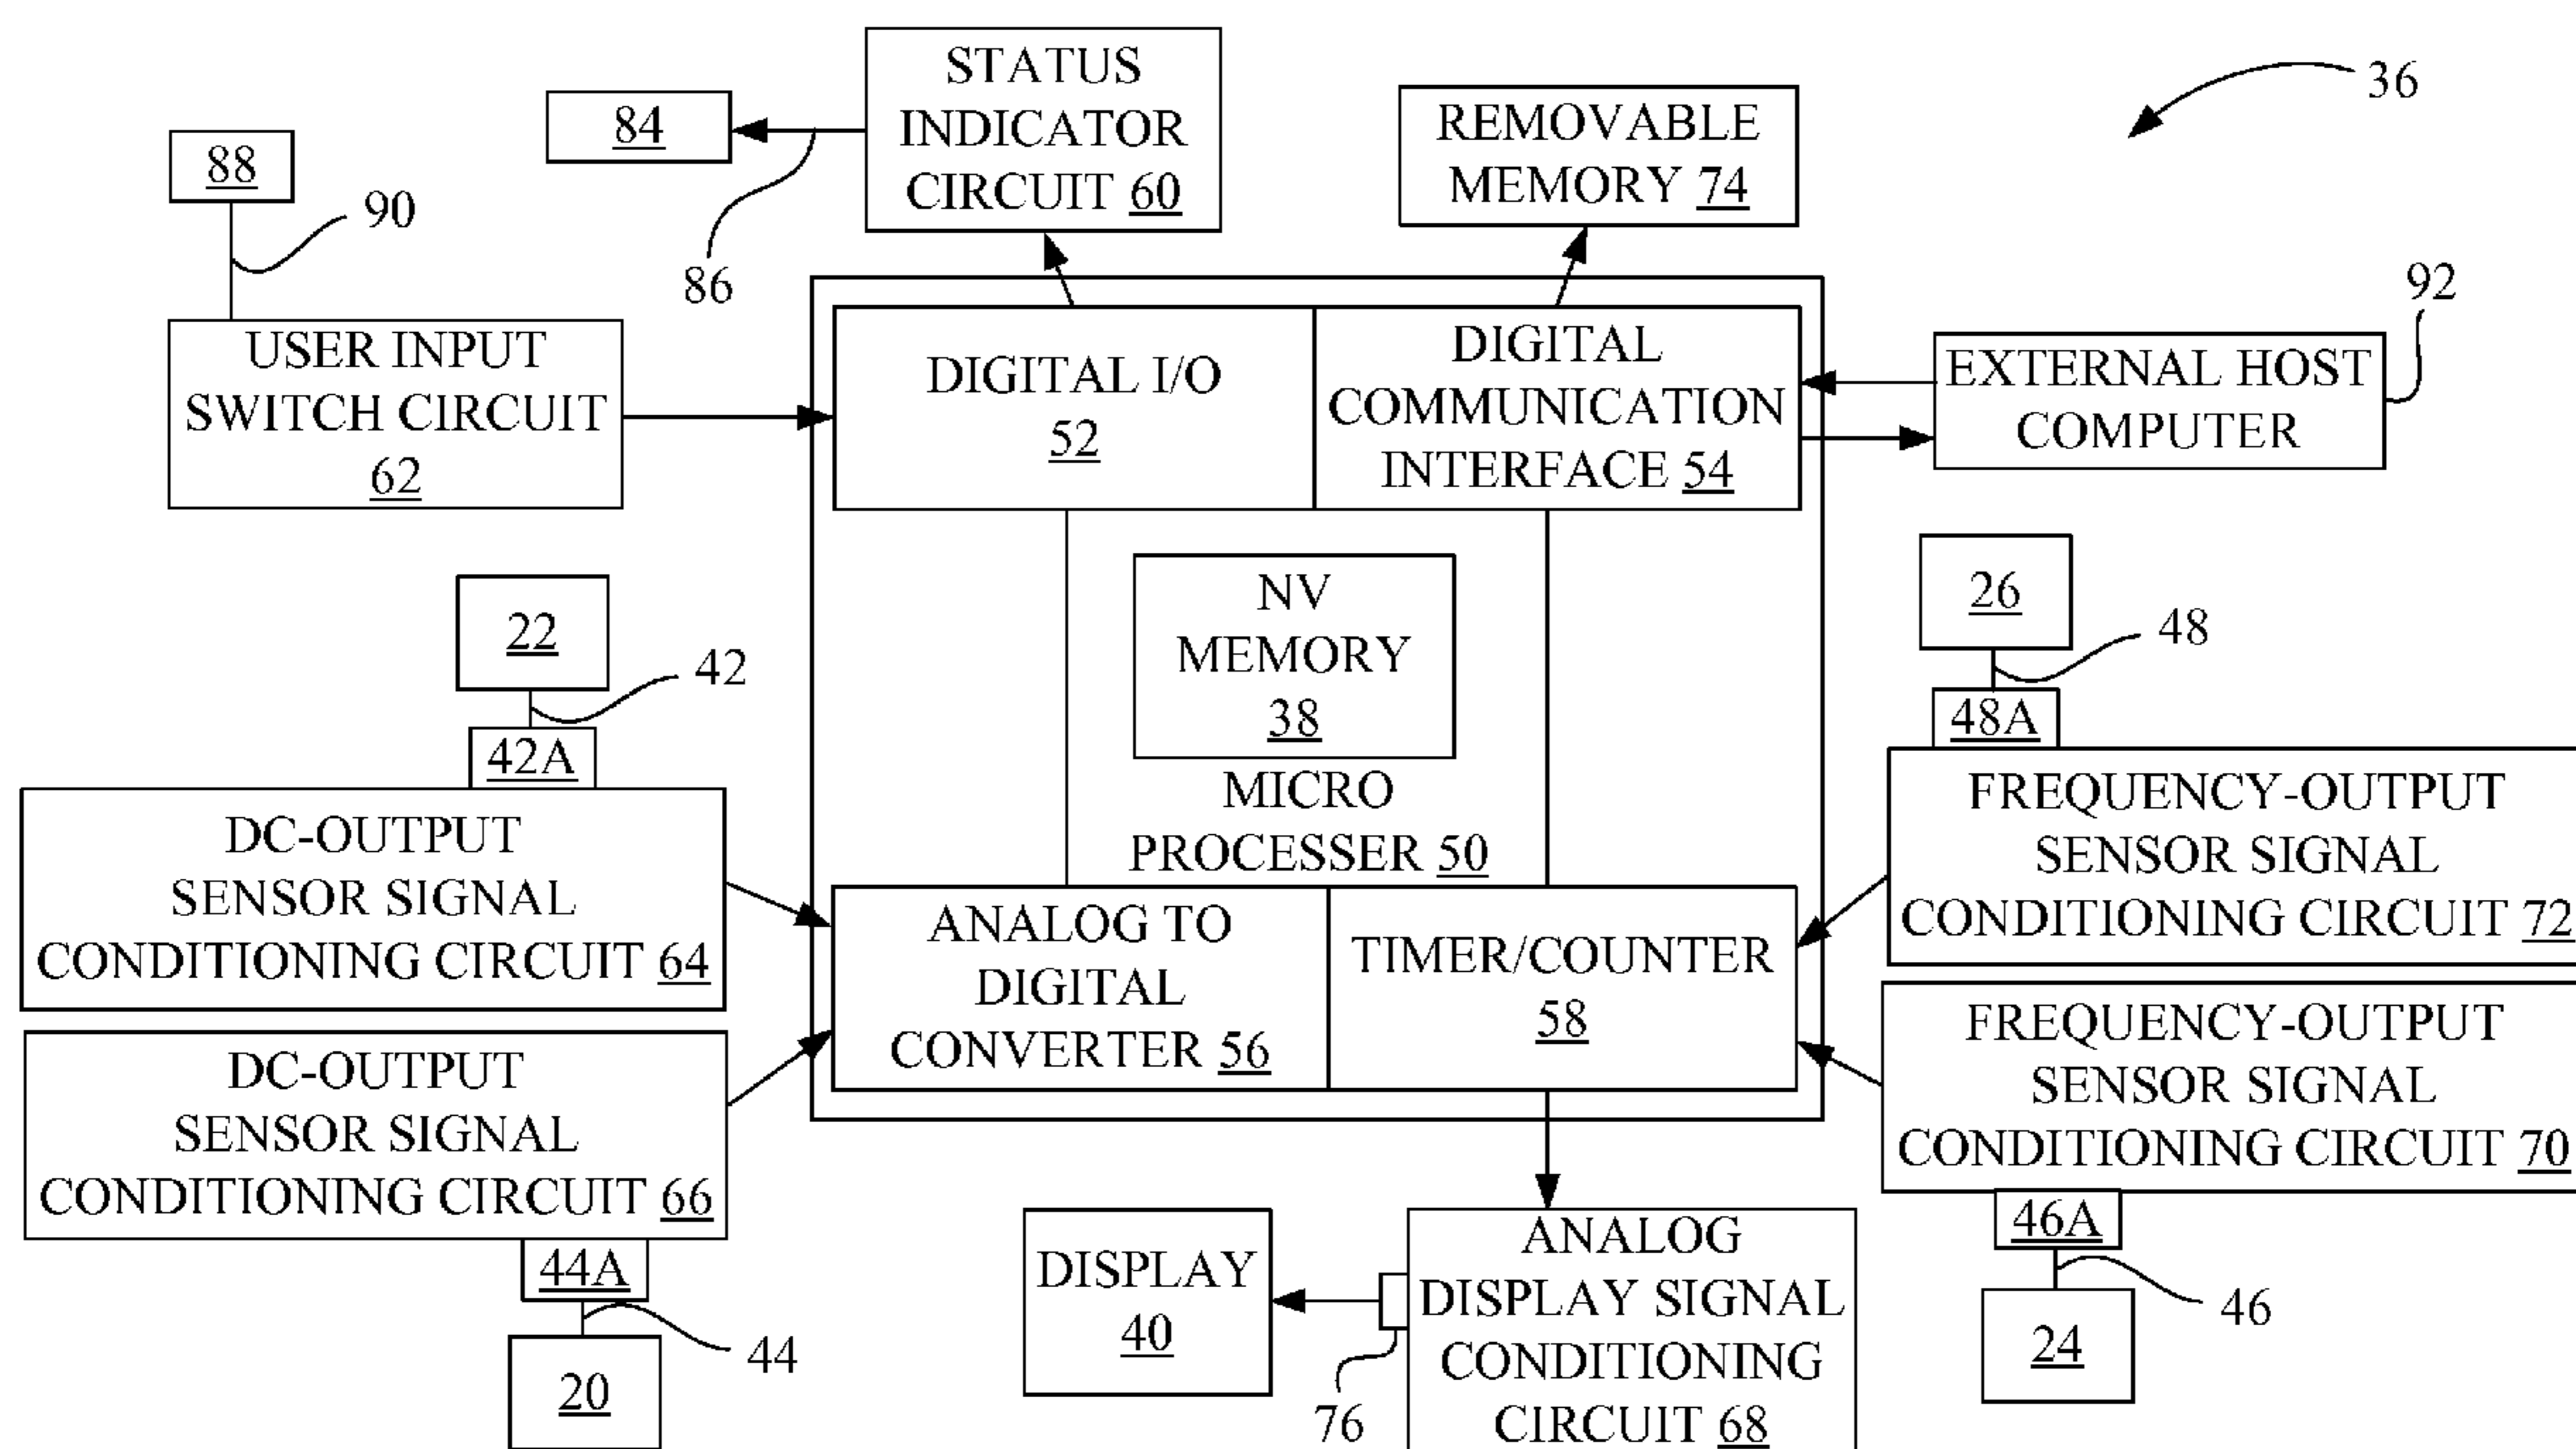 STATUS
INDICATOR
CIRCUIT 60
84
86
88
90
REMOVABLE
MEMORY 74
36
USER INPUT
SWITCH CIRCUIT
62
DIGITAL I/O
52
DIGITAL
COMMUNICATION
INTERFACE 54
EXTERNAL HOST
COMPUTER
92
22
42
42A
DC-OUTPUT
SENSOR SIGNAL
CONDITIONING CIRCUIT 64
NV
MEMORY
38
MICRO
PROCESSER 50
26
48
48A
FREQUENCY-OUTPUT
SENSOR SIGNAL
CONDITIONING CIRCUIT 72
ANALOG TO
DIGITAL
CONVERTER 56
TIMER/COUNTER
58
DC-OUTPUT
SENSOR SIGNAL
CONDITIONING CIRCUIT 66
44A
44
20
FREQUENCY-OUTPUT
SENSOR SIGNAL
CONDITIONING CIRCUIT 70
46A
46
24
DISPLAY
40
76
ANALOG
DISPLAY SIGNAL
CONDITIONING
CIRCUIT 68